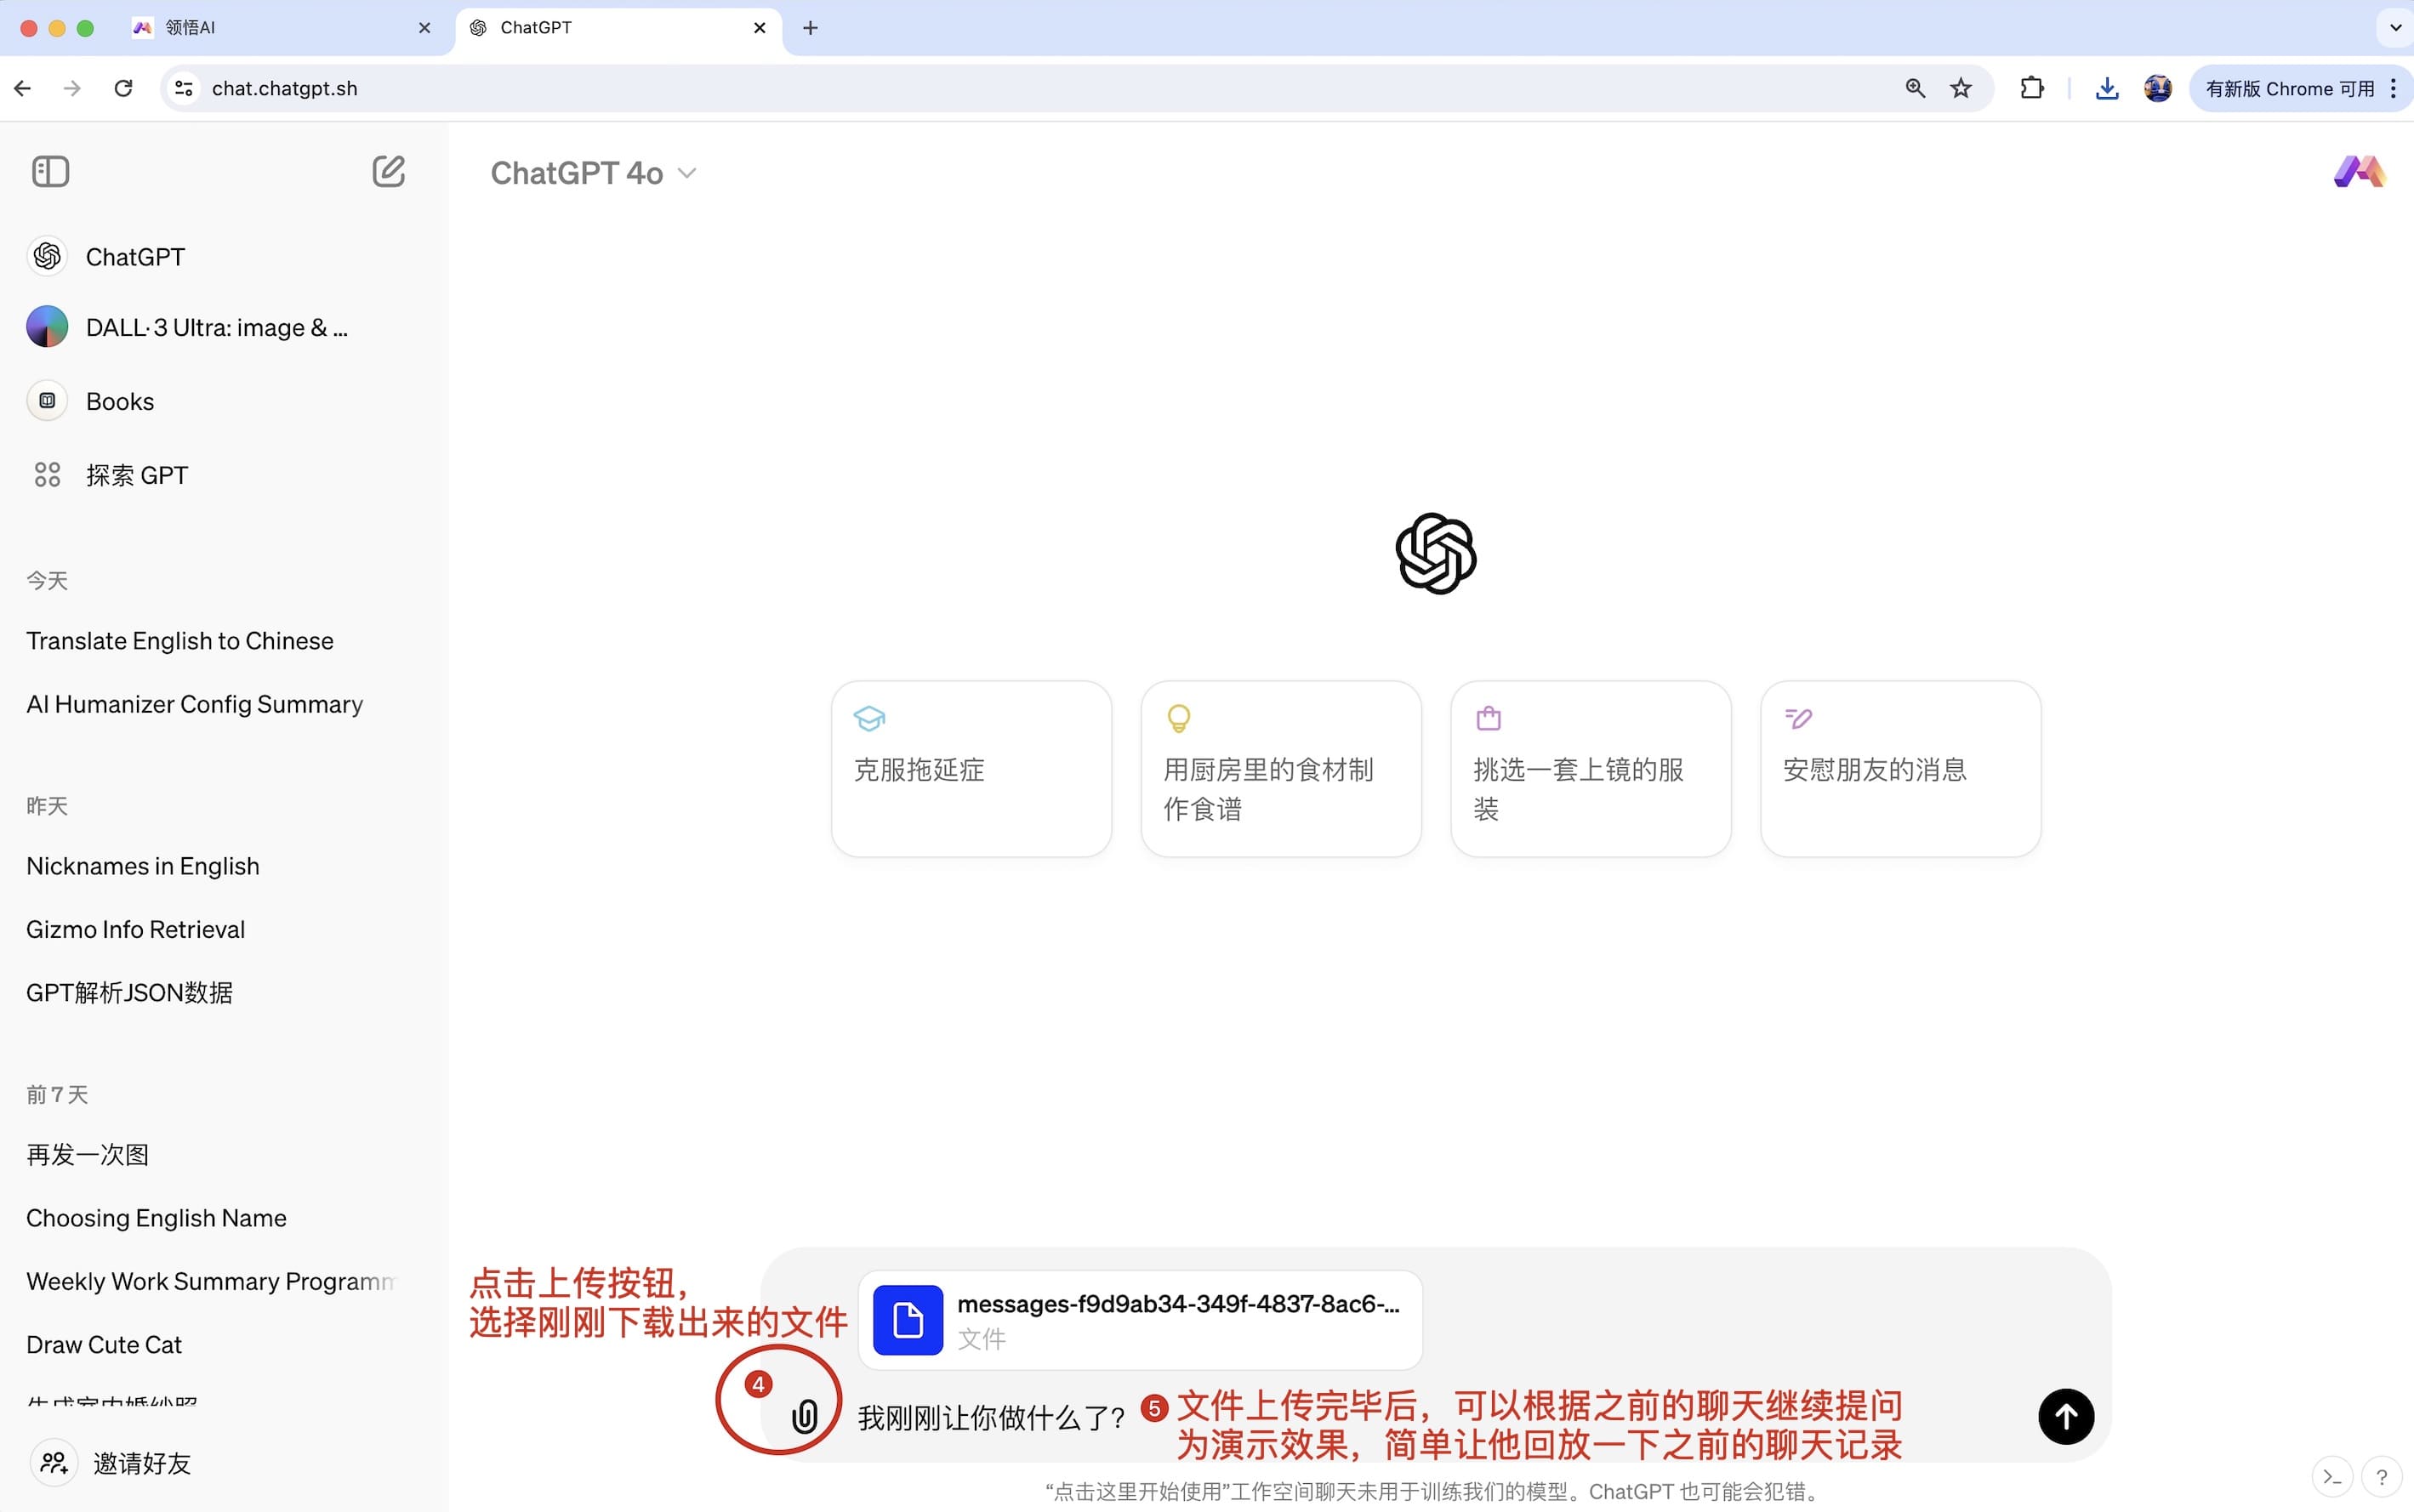 领悟AI
ChatGPT
chat.chatgpt.sh
有新版 Chrome 可用
ChatGPT 4o
ChatGPT
DALL·3 Ultra: image & ...
Books
探索 GPT
今天
Translate English to Chinese
AI Humanizer Config Summary
昨天
Nicknames in English
Gizmo Info Retrieval
GPT解析JSON数据
前 7 天
再发一次图
Choosing English Name
Weekly Work Summary Programm
Draw Cute Cat
邀请好友
克服拖延症
用厨房里的食材制
作食谱
挑选一套上镜的服
装
安慰朋友的消息
点击上传按钮，
选择刚刚下载出来的文件
messages-f9d9ab34-349f-4837-8ac6-...
文件
4
我刚刚让你做什么了？
5 文件上传完毕后，可以根据之前的聊天继续提问
为演示效果，简单让他回放一下之前的聊天记录
“点击这里开始使用”工作空间聊天未用于训练我们的模型。ChatGPT 也可能会犯错。
?